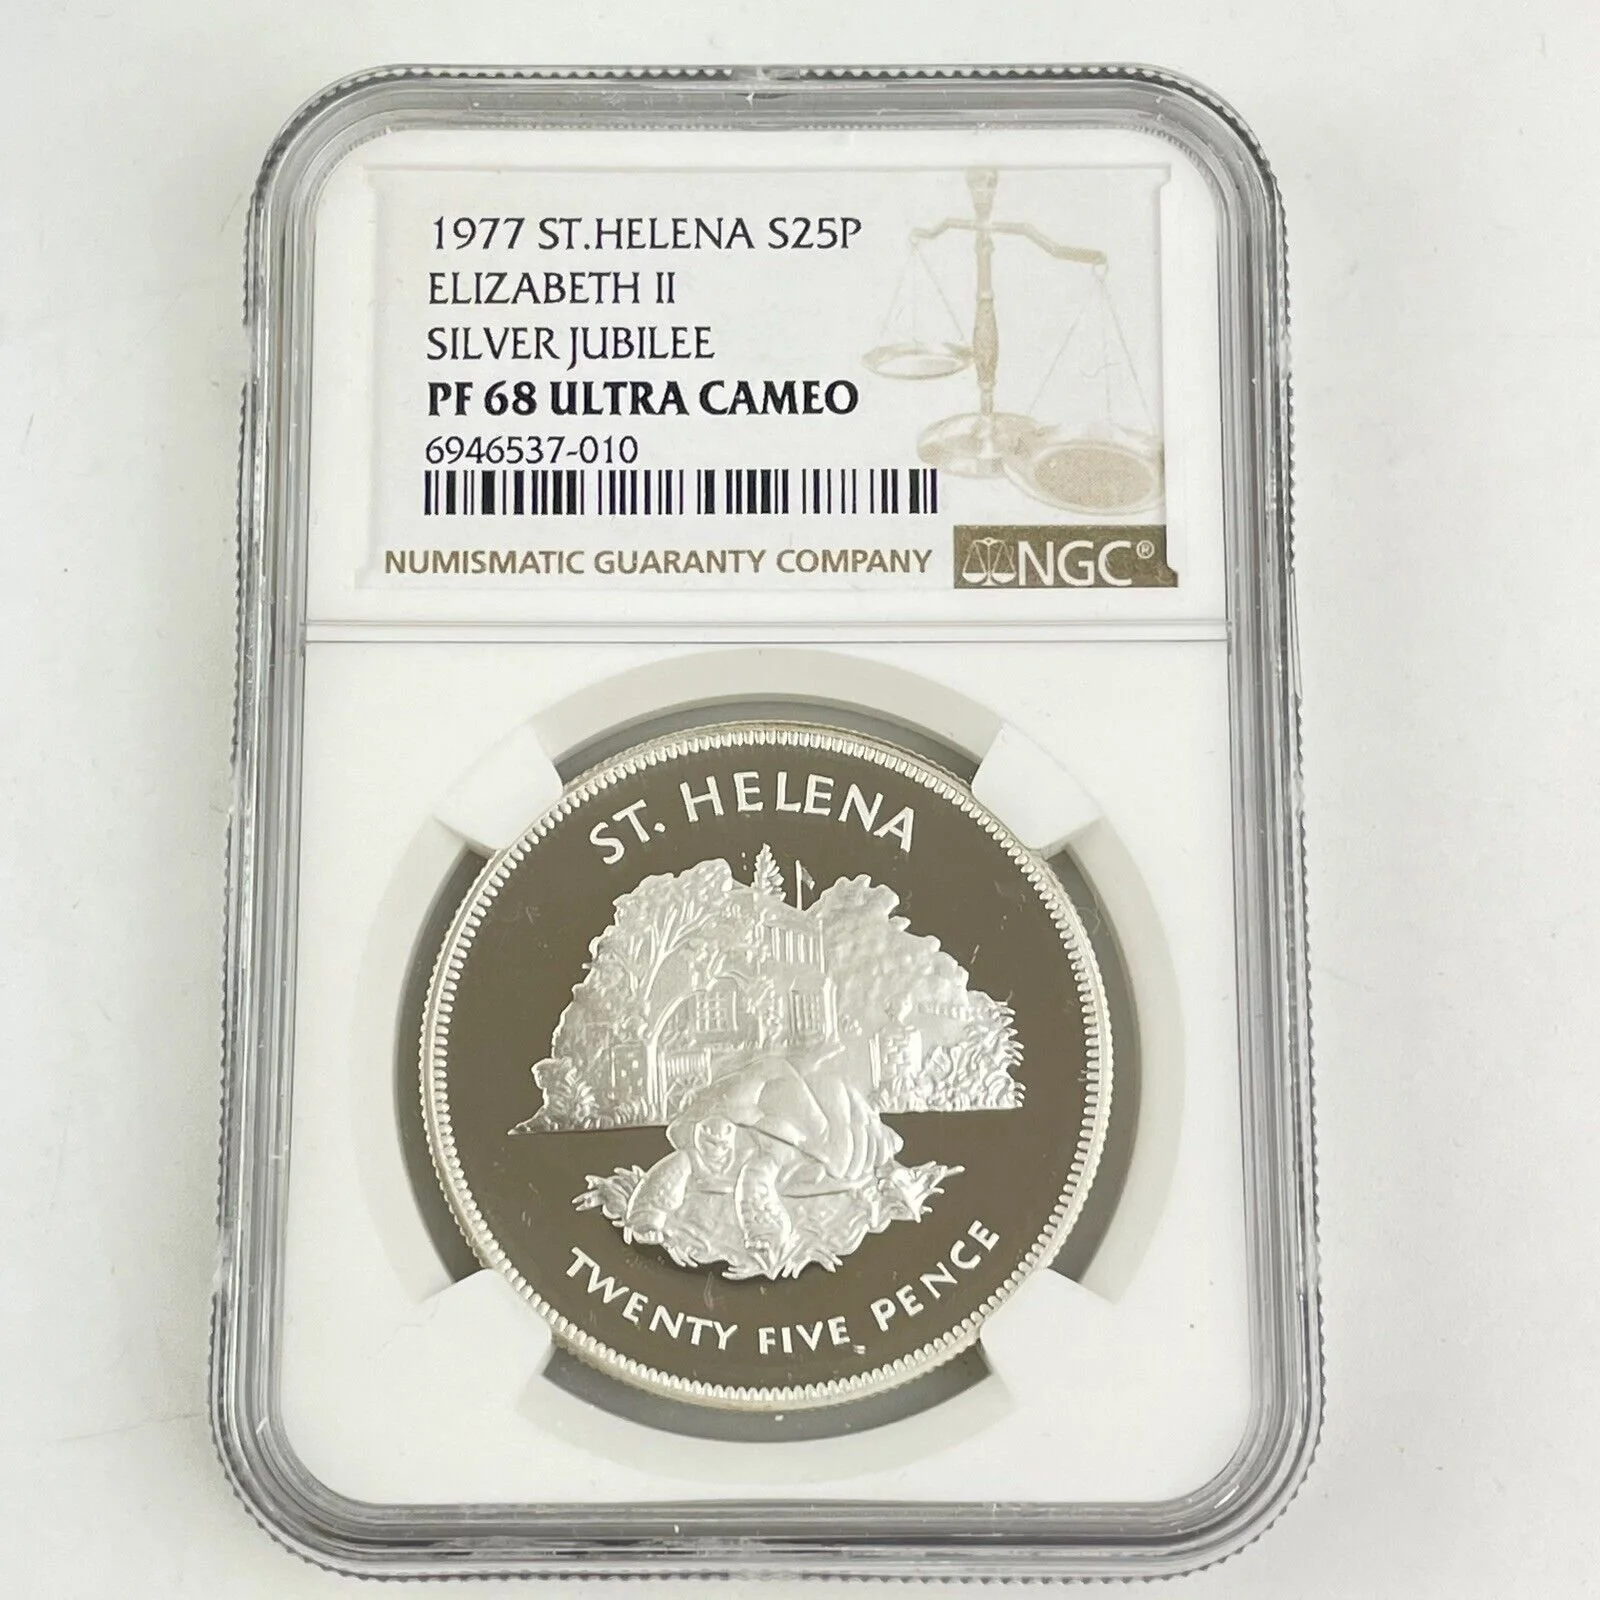 1977 ST.HELENA S25P
ELIZABETH II
SILVER JUBILEE
PF 68 ULTRA CAMEO
6946537-010
NUMISMATIC GUARANTY COMPANY NGC®
ST. HELENA
TWENTY FIVE PENCE